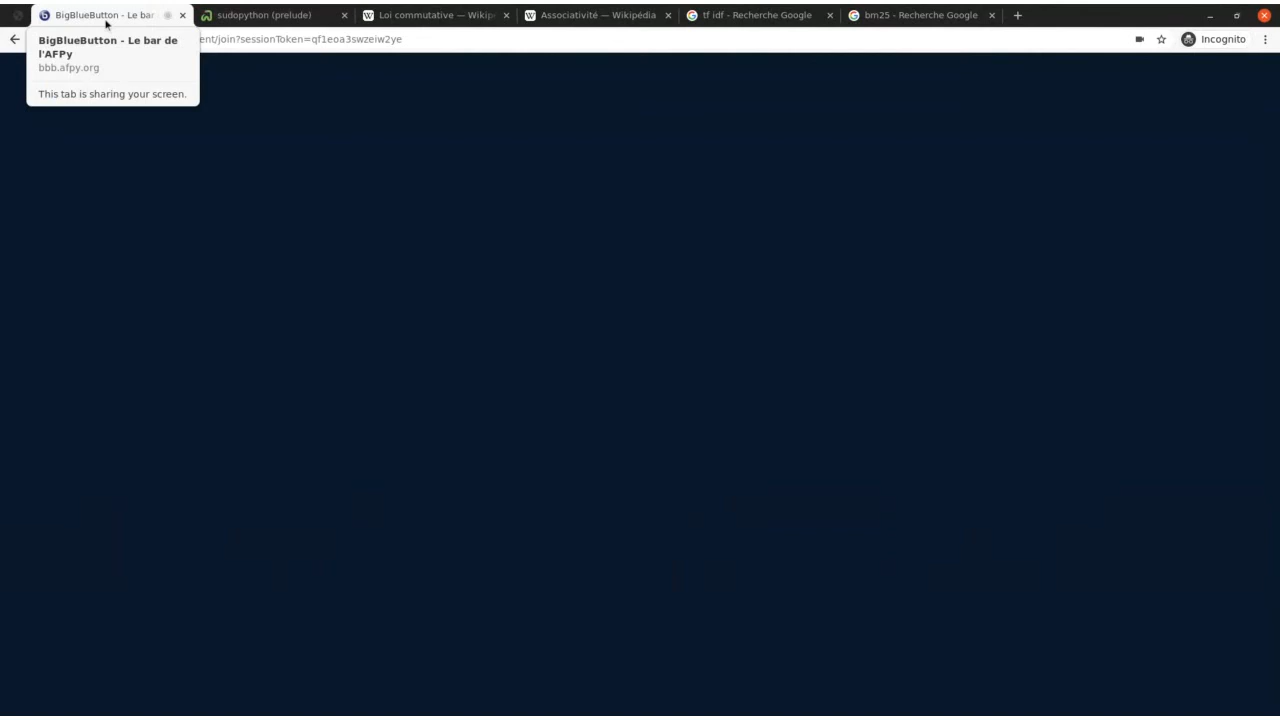 BigBlueButton - Le bar
sudopython (prelude)
Loi commutative — Wikip
Associativité — Wikipédia
tf idf - Recherche Google
bm25 - Recherche Google
ent/join?sessionToken=qf1eoa3swzeiw2ye
Incognito
BigBlueButton - Le bar de
l'AFPy
bbb.afpy.org
This tab is sharing your screen.